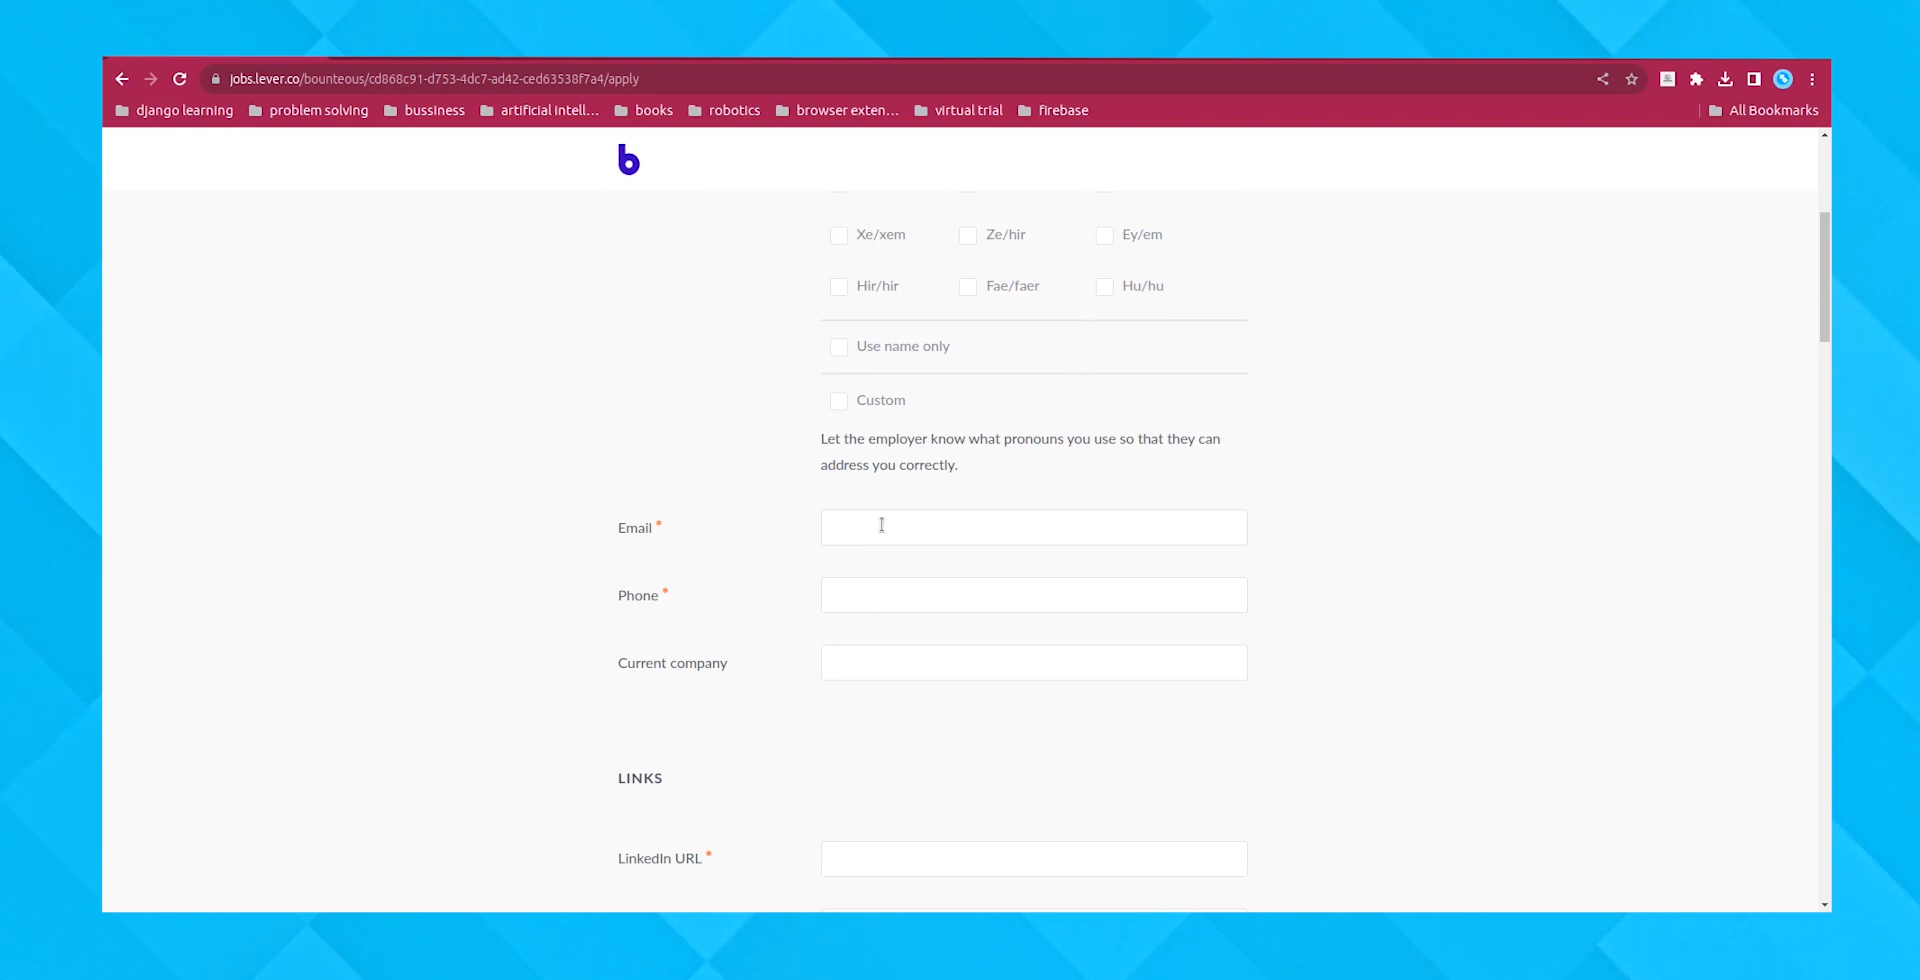 jobs.lever.co/bounteous/cd868c91-d753-4dc7-ad42-ced63538f7a4/apply
django learning problem solving bussiness artificial intell... books robotics browser exten... virtual trial firebase All Bookmarks
b
Xe/xem Ze/hir Ey/em
Hir/hir Fae/faer Hu/hu
Use name only
Custom
Let the employer know what pronouns you use so that they can
address you correctly.
Email *
Phone *
Current company
LINKS
LinkedIn URL *